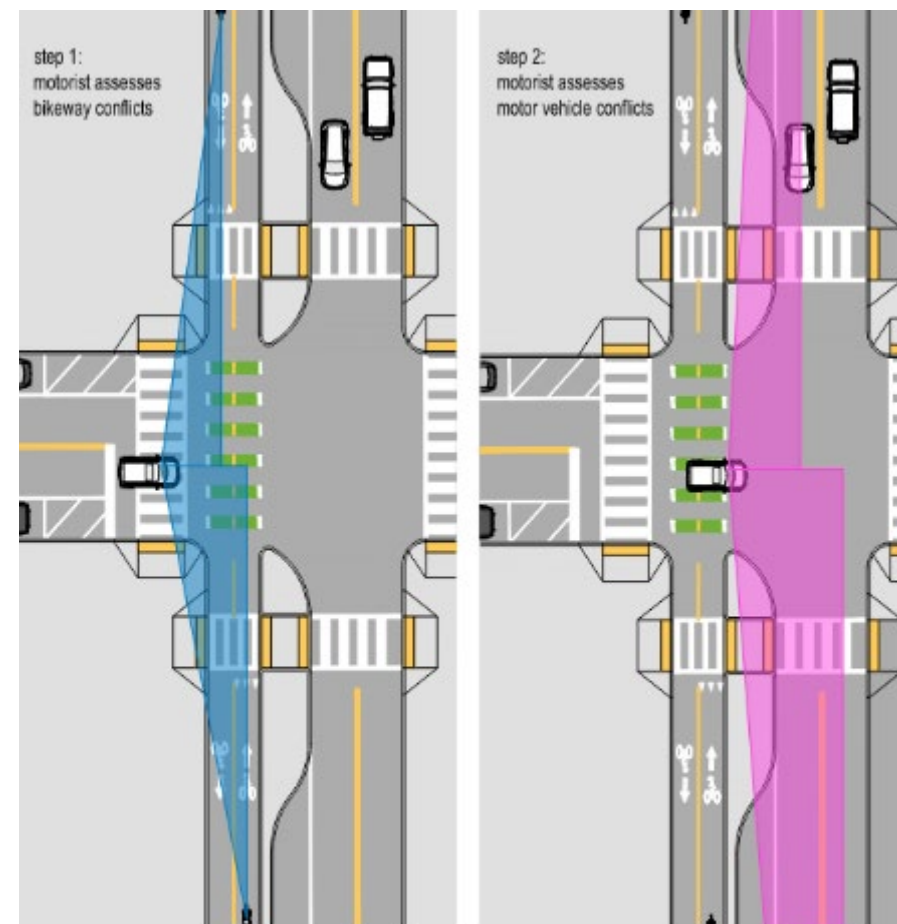 step 1:
motorist assesses
bikeway conflicts
step 2:
motorist assesses
motor vehicle conflicts